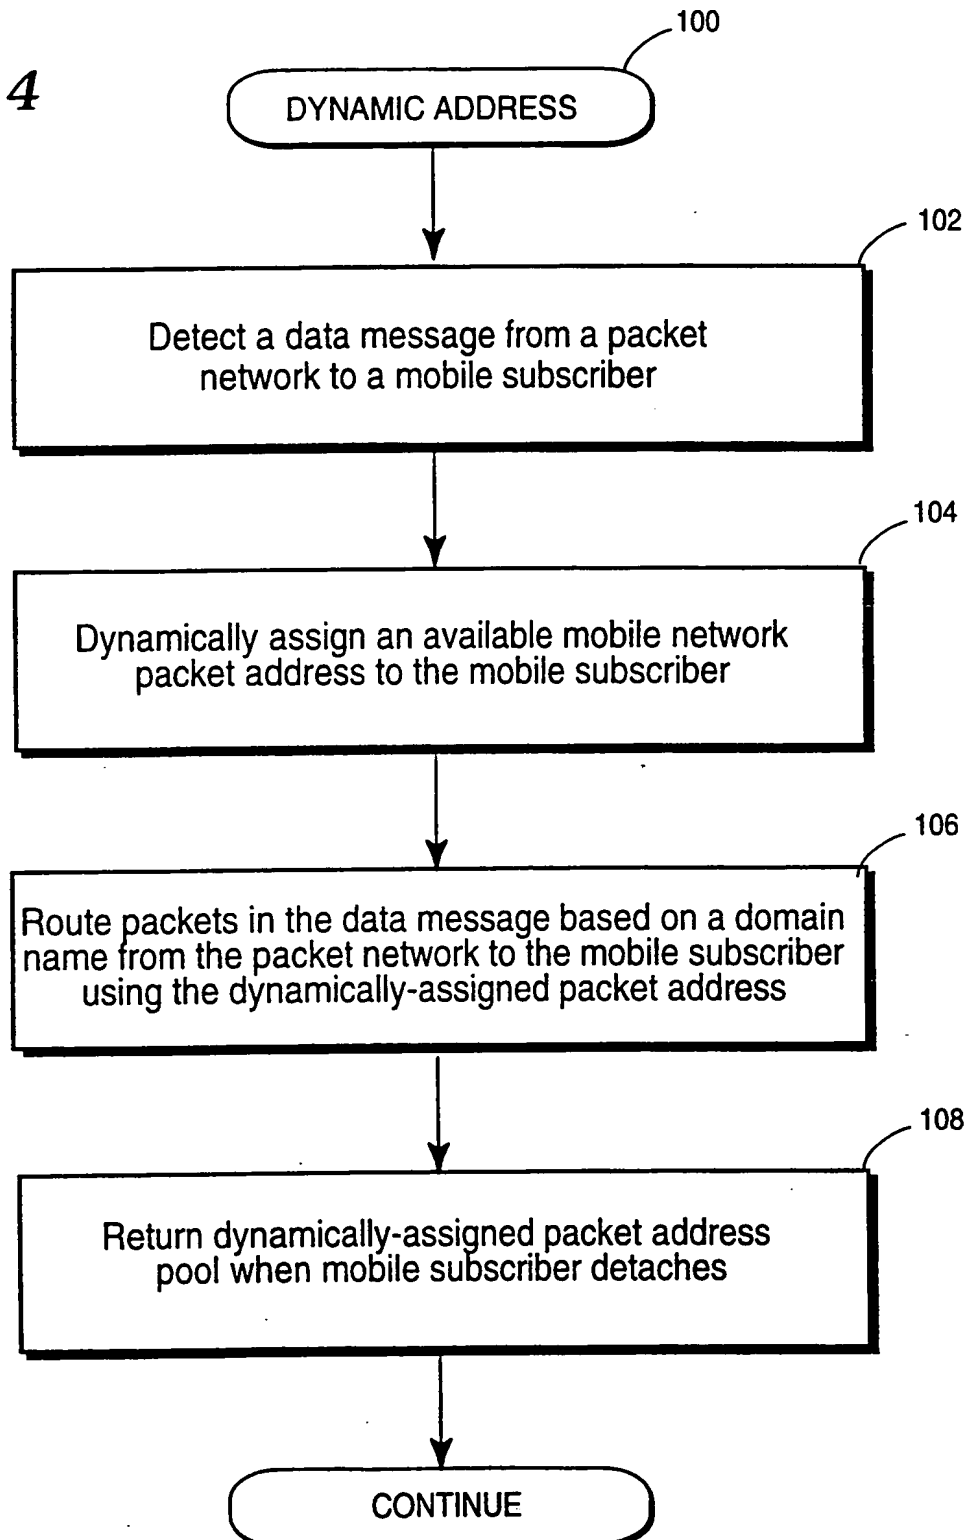 100
4
DYNAMIC ADDRESS
102
Detect a data message from a packet
network to a mobile subscriber
104
Dynamically assign an available mobile network
packet address to the mobile subscriber
106
Route packets in the data message based on a domain
name from the packet network to the mobile subscriber
using the dynamically-assigned packet address
108
Return dynamically-assigned packet address
pool when mobile subscriber detaches
CONTINUE